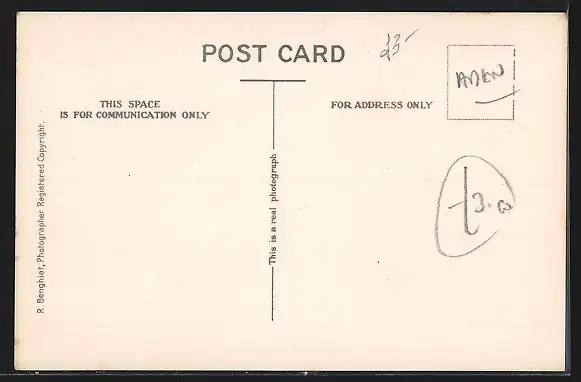 POST CARD
£3-
ADEN
THIS SPACE
IS FOR COMMUNICATION ONLY
FOR ADDRESS ONLY
This is a real photograph
R. Benghiat, Photographer Registered Copyright.